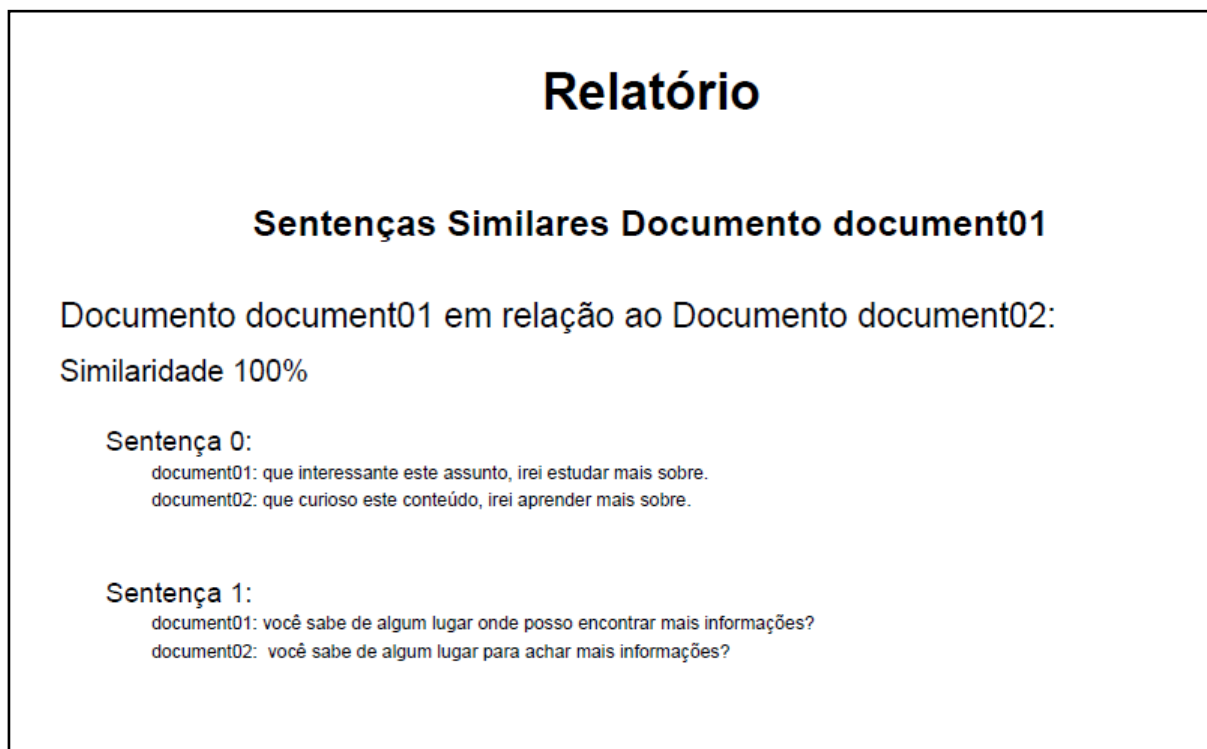 Relatório
Sentenças Similares Documento document01
Documento document01 em relação ao Documento document02:
Similaridade 100%
Sentença 0:
document01: que interessante este assunto, irei estudar mais sobre.
document02: que curioso este conteúdo, irei aprender mais sobre.
Sentença 1:
document01: você sabe de algum lugar onde posso encontrar mais informações?
document02: você sabe de algum lugar para achar mais informações?